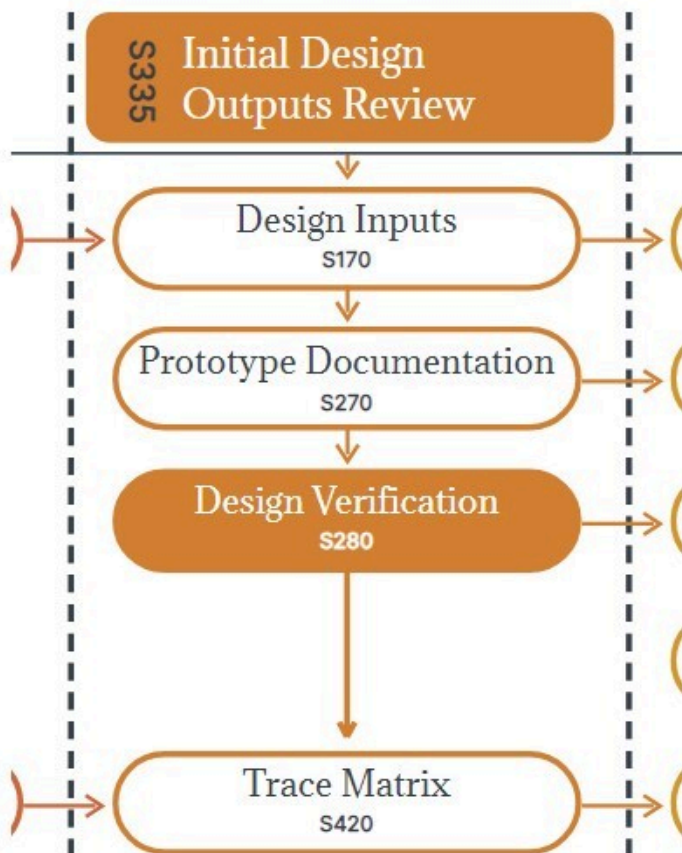 S335
Initial Design
Outputs Review
Design Inputs
S170
Prototype Documentation
S270
Design Verification
S280
Trace Matrix
S420